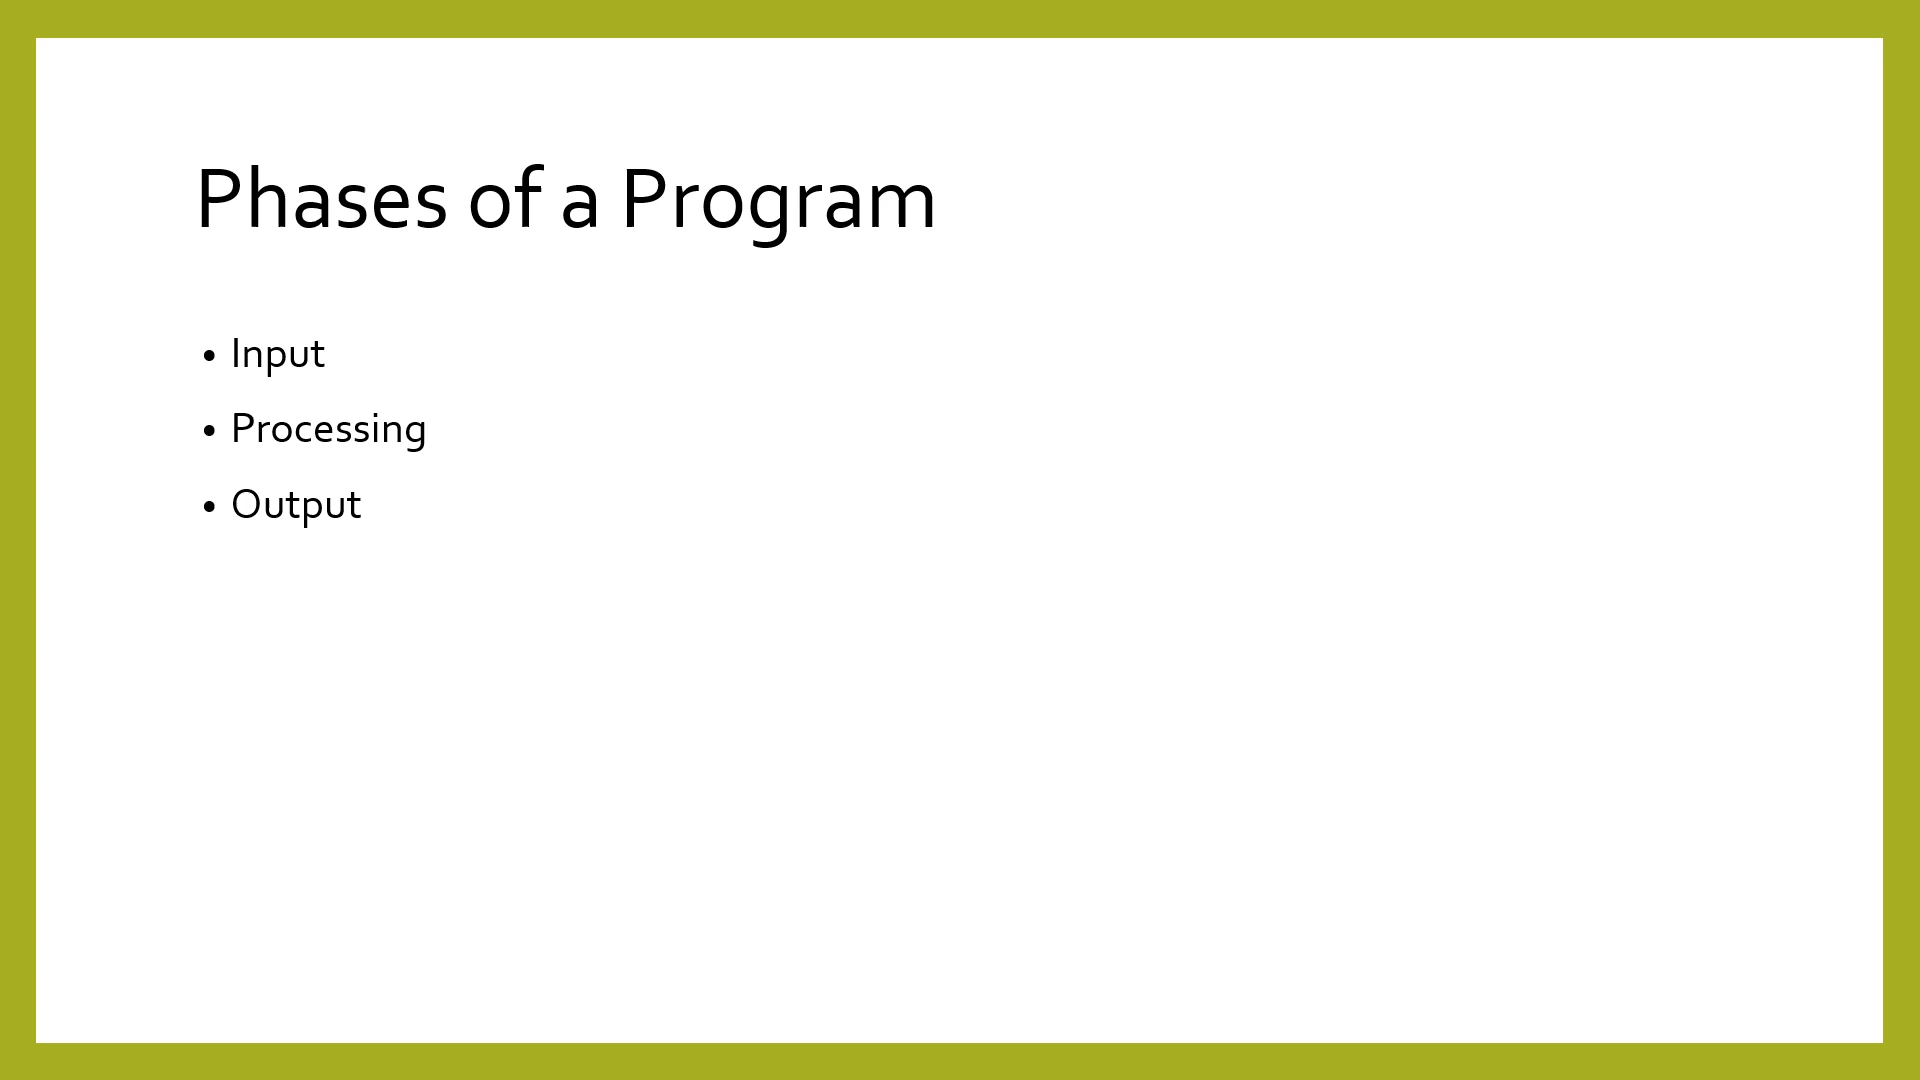 Phases of a Program
• Input
• Processing
• Output